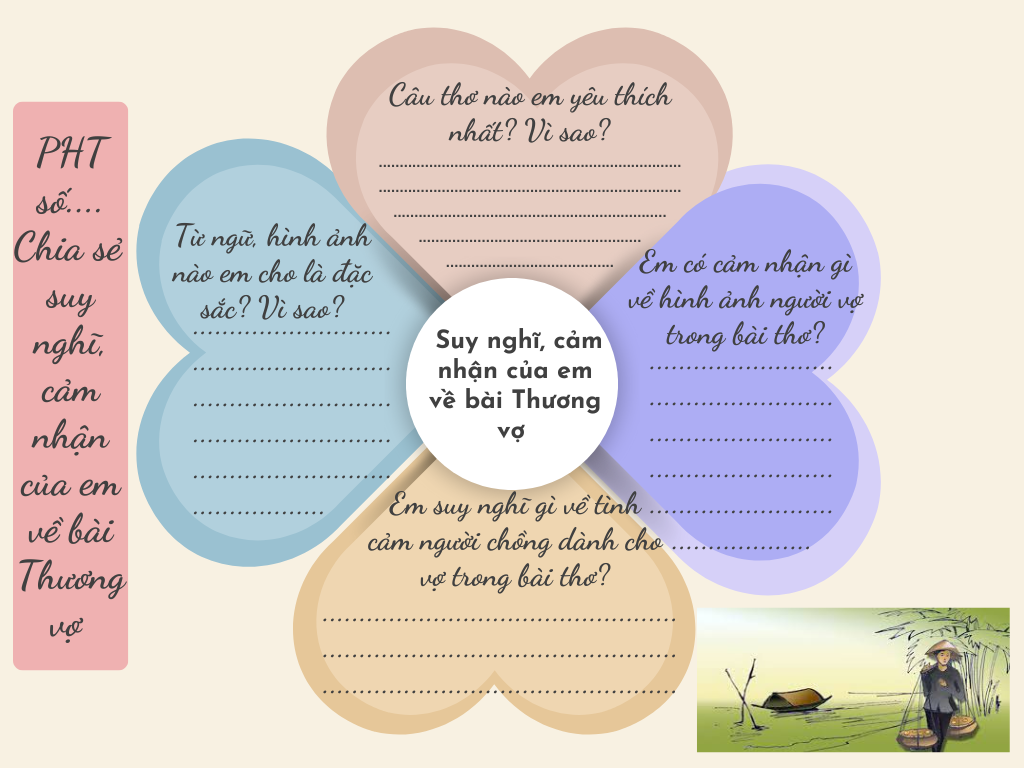 PHT
số....
Chia sẻ
suy
nghĩ,
cảm
nhận
của em
về bài
Thương
vợ
Câu thơ nào em yêu thích
nhất? Vì sao?
...............................................................................
...............................................................................
.......................................................................
..........................................................
............................................
Từ ngữ, hình ảnh
nào em cho là đặc
sắc? Vì sao?
...........................
...........................
...........................
...........................
...........................
..................
Suy nghĩ, cảm
nhận của em
về bài Thương
vợ
Em có cảm nhận gì
về hình ảnh người vợ
trong bài thơ?
.........................
.........................
.........................
.........................
.........................
...................
Em suy nghĩ gì về tình
cảm người chồng dành cho
vợ trong bài thơ?
................................................
................................................
................................................